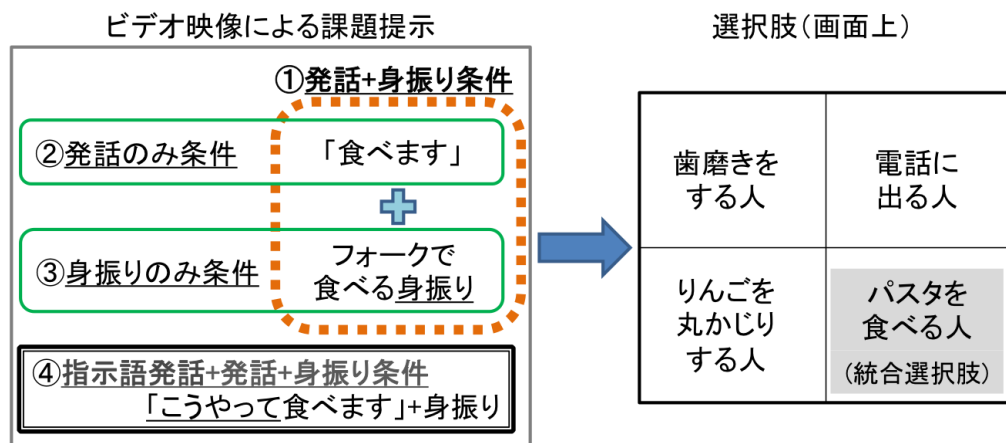 ビデオ映像による課題提示
①発話+身振り条件
②発話のみ条件
「食べます」
③身振りのみ条件
フォークで
食べる身振り
④指示語発話+発話+身振り条件
「こうやって食べます」+身振り
選択肢（画面上）
歯磨きを
する人
電話に
出る人
りんごを
丸かじり
する人
パスタを
食べる人
（統合選択肢）